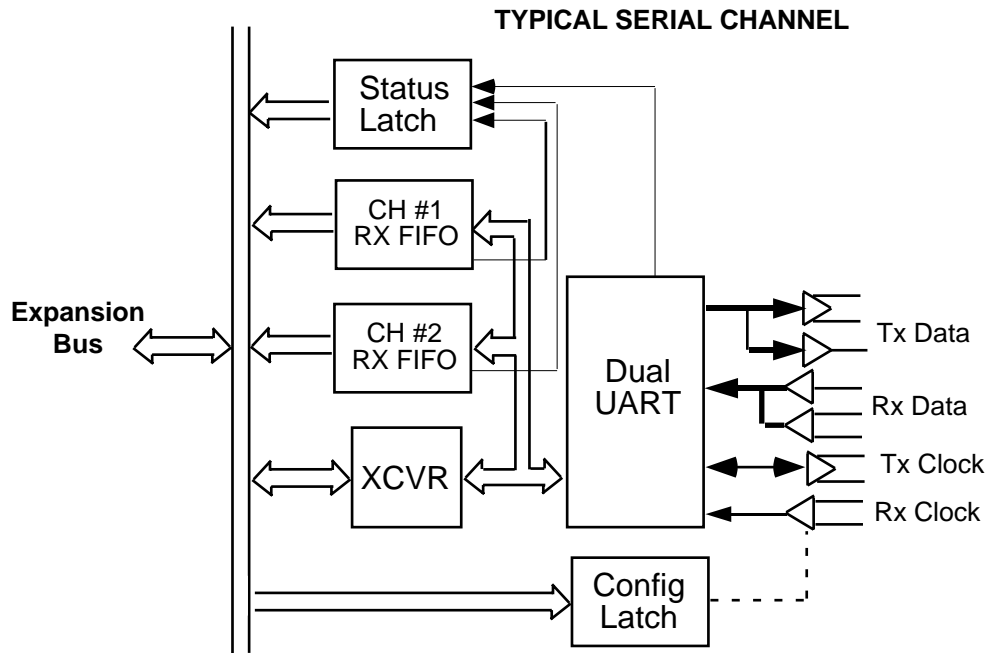 TYPICAL SERIAL CHANNEL
Status
Latch
CH #1
RX FIFO
Expansion
Bus
CH #2
RX FIFO
Dual
UART
Tx Data
Rx Data
XCVR
Tx Clock
Rx Clock
Config
Latch